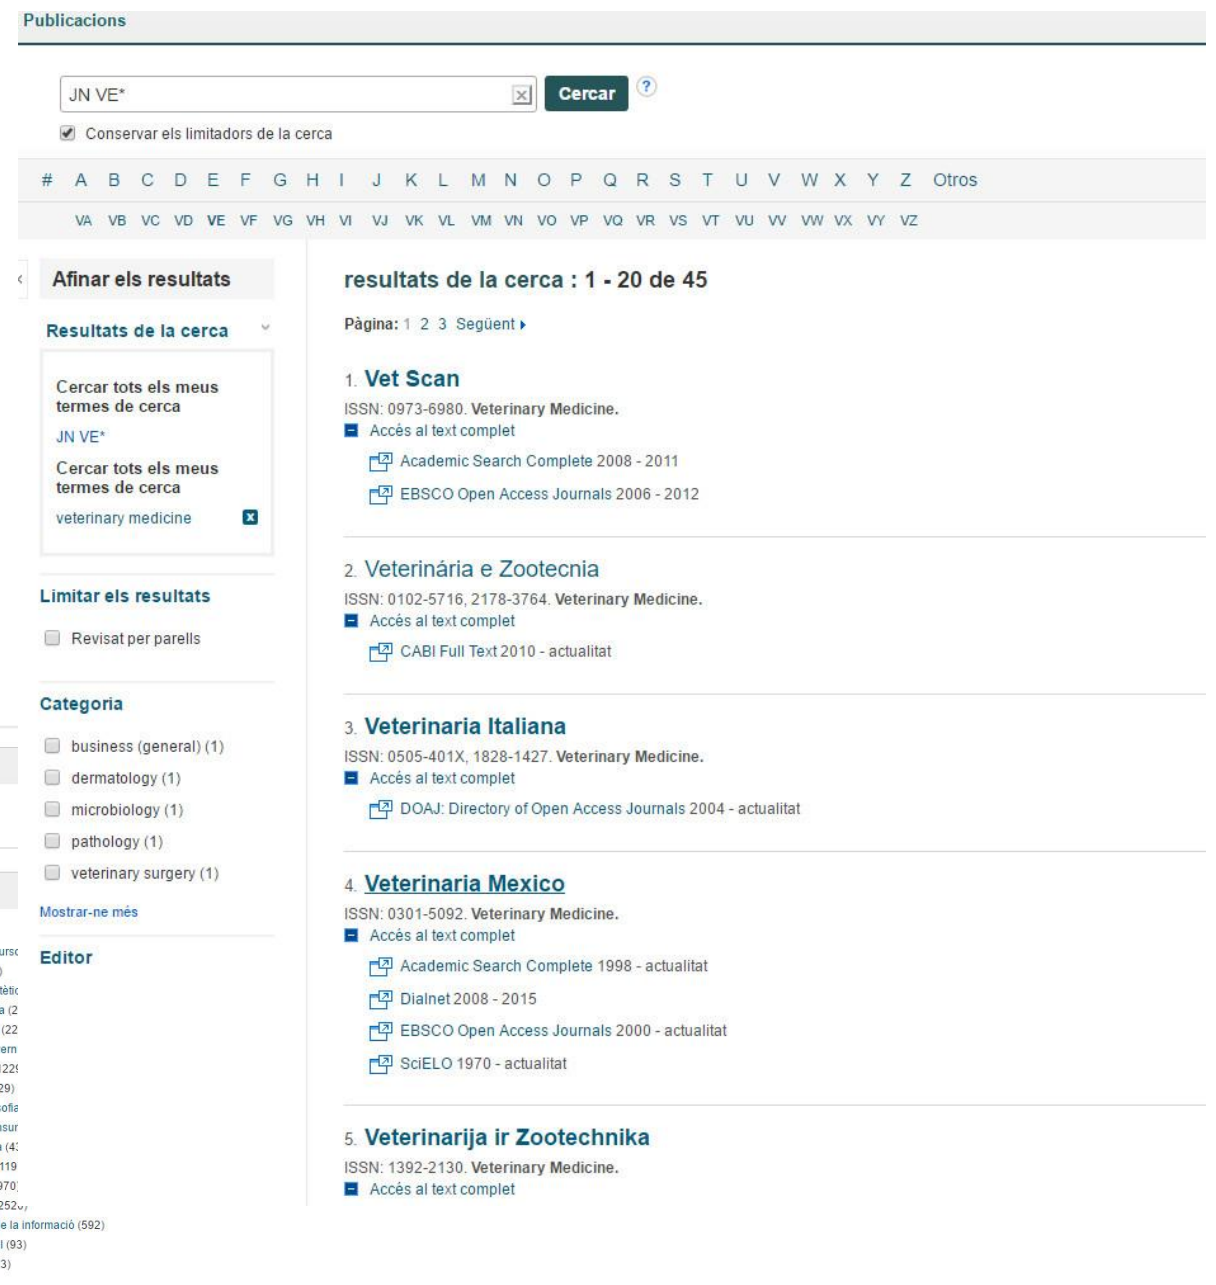 Publicacions
JN VE*
Cercar
?
Conservar els limitadors de la cerca
# A B C D E F G H I J K L M N O P Q R S T U V W X Y Z Otros
VA VB VC VD VE VF VG VH VI VJ VK VL VM VN VO VP VQ VR VS VT VU VV VW VX VY VZ
Afinar els resultats
Resultats de la cerca
Cercar tots els meus
termes de cerca
JN VE*
Cercar tots els meus
termes de cerca
veterinary medicine
Limitar els resultats
Revisat per parells
Categoria
business (general) (1)
dermatology (1)
microbiology (1)
pathology (1)
veterinary surgery (1)
Mostrar-ne més
Editor
resultats de la cerca : 1 - 20 de 45
Pàgina: 1 2 3 Següent
1. Vet Scan
ISSN: 0973-6980. Veterinary Medicine.
Accés al text complet
Academic Search Complete 2008 - 2011
EBSCO Open Access Journals 2006 - 2012
2. Veterinária e Zootecnia
ISSN: 0102-5716, 2178-3764. Veterinary Medicine.
Accés al text complet
CABI Full Text 2010 - actualitat
3. Veterinaria Italiana
ISSN: 0505-401X, 1828-1427. Veterinary Medicine.
Accés al text complet
DOAJ: Directory of Open Access Journals 2004 - actualitat
4. Veterinaria Mexico
ISSN: 0301-5092. Veterinary Medicine.
Accés al text complet
Academic Search Complete 1998 - actualitat
Dialnet 2008 - 2015
EBSCO Open Access Journals 2000 - actualitat
SciELO 1970 - actualitat
5. Veterinarija ir Zootechnika
ISSN: 1392-2130. Veterinary Medicine.
Accés al text complet
e la informació (592)
(93)
3)